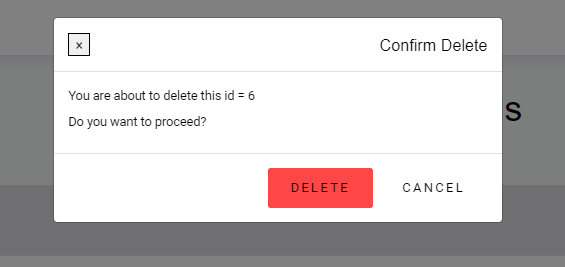 ×
Confirm Delete
You are about to delete this id = 6
Do you want to proceed?
s
DELETE
CANCEL